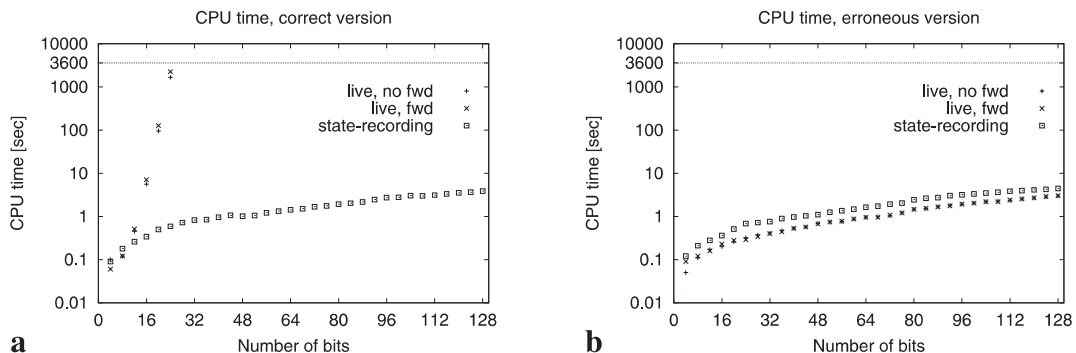 CPU time, correct version
10000
3600
1000
100
10
1
0.1
0.01
CPU time [sec]
live, no fwd
live, fwd
state-recording
0 16 32 48 64 80 96 112 128
Number of bits
a
CPU time, erroneous version
10000
3600
1000
100
10
1
0.1
0.01
CPU time [sec]
live, no fwd
live, fwd
state-recording
0 16 32 48 64 80 96 112 128
Number of bits
b